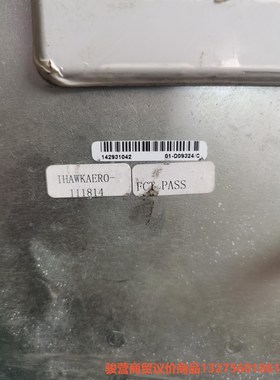 142931042 01-D09324 C
IHAWKAERO-
111814
FCT PASS